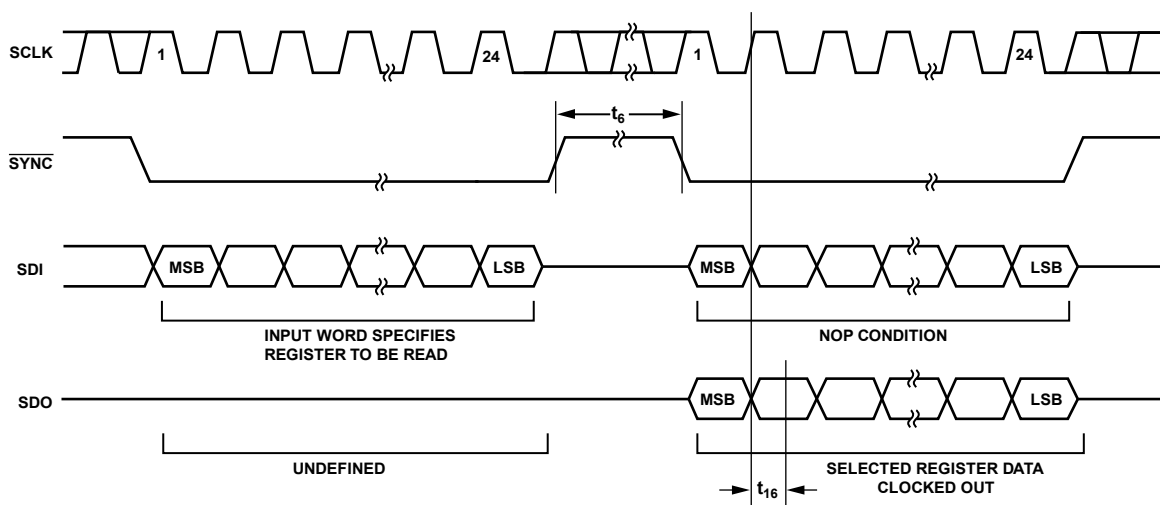 SCLK
1
24
1
24
t6
SYNC
SDI
MSB
LSB
MSB
LSB
INPUT WORD SPECIFIES
REGISTER TO BE READ
NOP CONDITION
SDO
MSB
LSB
UNDEFINED
SELECTED REGISTER DATA
CLOCKED OUT
t16